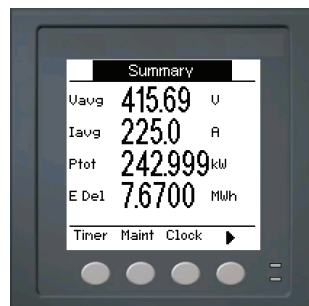 Summary
Vavg 415.69 V
Iavg 225.0 A
Ptot 242.999 kW
E Del 7.6700 MWh
Timer Maint Clock